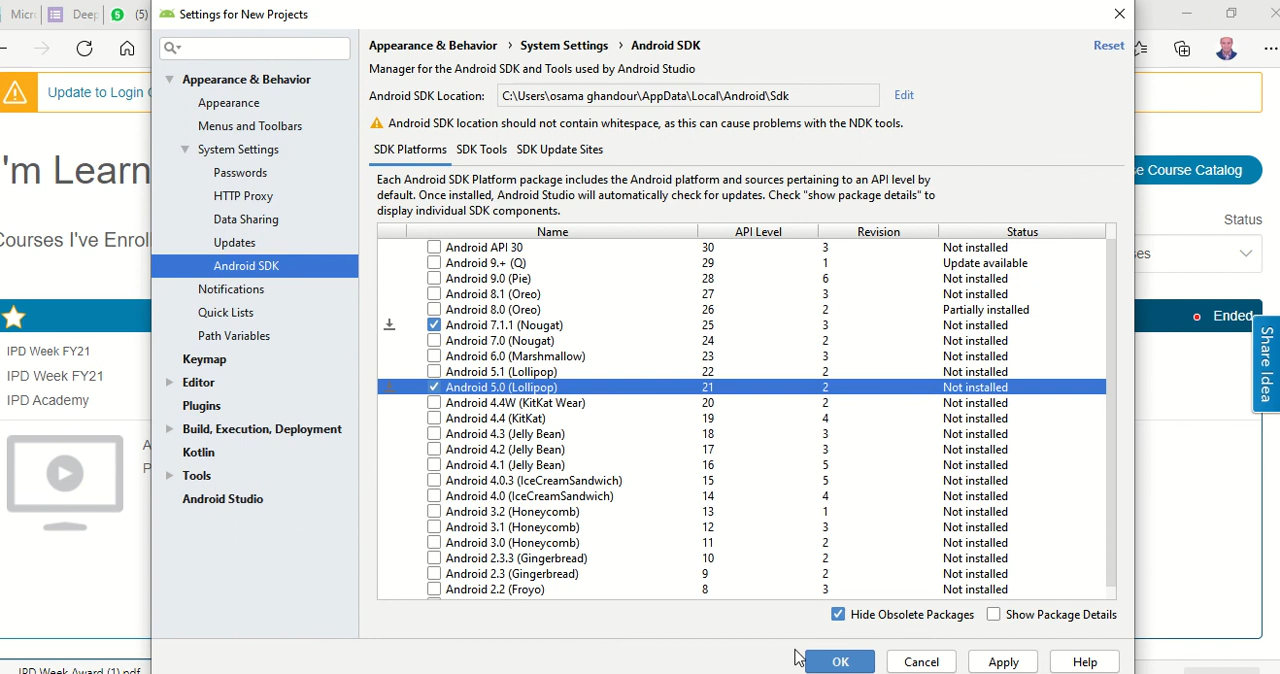 Micr
Deep
(5)
Settings for New Projects
Update to Login
'm Learn
Courses I've Enroll
IPD Week FY21
IPD Week FY21
IPD Academy
IPD Week Award (1).pdf
Appearance & Behavior
Appearance
Menus and Toolbars
System Settings
Passwords
HTTP Proxy
Data Sharing
Updates
Android SDK
Notifications
Quick Lists
Path Variables
Keymap
Editor
Plugins
Build, Execution, Deployment
Kotlin
Tools
Android Studio
Appearance & Behavior › System Settings › Android SDK
Reset
Manager for the Android SDK and Tools used by Android Studio
Android SDK Location: C:\Users\osama ghandour\AppData\Local\Android\Sdk Edit
Android SDK location should not contain whitespace, as this can cause problems with the NDK tools.
SDK Platforms SDK Tools SDK Update Sites
Each Android SDK Platform package includes the Android platform and sources pertaining to an API level by
default. Once installed, Android Studio will automatically check for updates. Check "show package details" to
display individual SDK components.
Name API Level Revision Status
Android API 30 30 3 Not installed
Android 9.+ (Q) 29 1 Update available
Android 9.0 (Pie) 28 6 Not installed
Android 8.1 (Oreo) 27 3 Not installed
Android 8.0 (Oreo) 26 2 Partially installed
Android 7.1.1 (Nougat) 25 3 Not installed
Android 7.0 (Nougat) 24 2 Not installed
Android 6.0 (Marshmallow) 23 3 Not installed
Android 5.1 (Lollipop) 22 2 Not installed
Android 5.0 (Lollipop) 21 2 Not installed
Android 4.4W (KitKat Wear) 20 2 Not installed
Android 4.4 (KitKat) 19 4 Not installed
Android 4.3 (Jelly Bean) 18 3 Not installed
Android 4.2 (Jelly Bean) 17 3 Not installed
Android 4.1 (Jelly Bean) 16 5 Not installed
Android 4.0.3 (IceCreamSandwich) 15 5 Not installed
Android 4.0 (IceCreamSandwich) 14 4 Not installed
Android 3.2 (Honeycomb) 13 1 Not installed
Android 3.1 (Honeycomb) 12 3 Not installed
Android 3.0 (Honeycomb) 11 2 Not installed
Android 2.3.3 (Gingerbread) 10 2 Not installed
Android 2.3 (Gingerbread) 9 2 Not installed
Android 2.2 (Froyo) 8 3 Not installed
Hide Obsolete Packages Show Package Details
OK Cancel Apply Help
e Course Catalog
Status
es
Ended
Share Idea